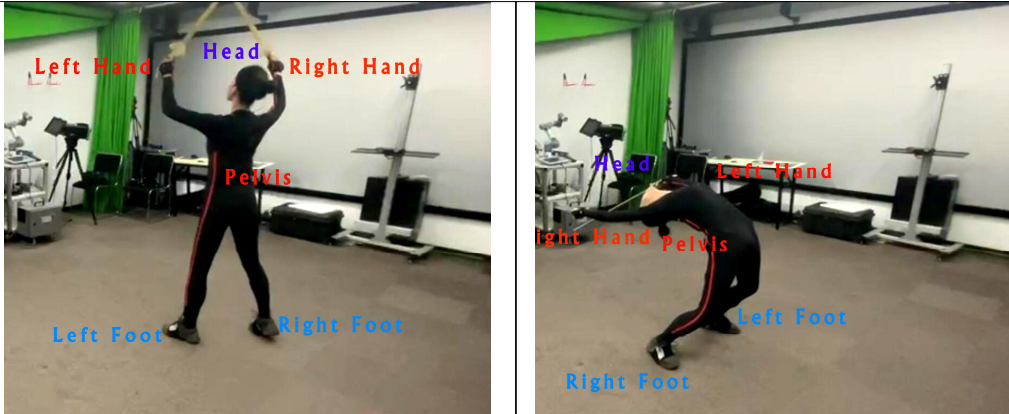 Head
Left Hand
Right Hand
Pelvis
Left Foot
Right Foot
Head
Left Hand
ight Hand
Pelvis
Left Foot
Right Foot